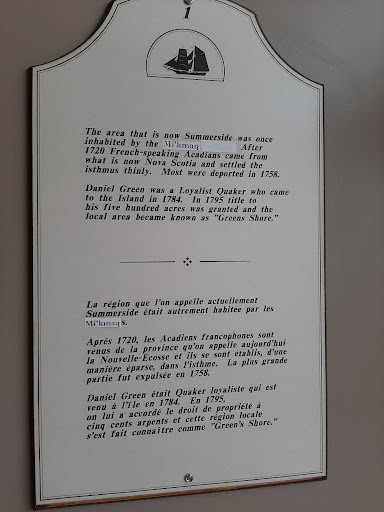 1
The area that is now Summerside was once
inhabited by the Mi'kmaq After
1720 French-speaking Acadians came from
what is now Nova Scotia and settled the
isthmus thinly. Most were deported in 1758.
Daniel Green was a Loyalist Quaker who came
to the Island in 1784. In 1795 title to
his five hundred acres was granted and the
local area became known as "Greens Shore."
La région que l'on appelle actuellement
Summerside était autrement habitée par les
Mi'kmaq s.
Aprés 1720, les Acadiens francophones sont
venus de la province qu'on appelle aujourd'hui
la Nouvelle-Ecosse et ils se sont établis, d'une
manière éparse, dans l'isthme. La plus grande
partie fut expulsée en 1758.
Daniel Green était Quaker loyaliste qui est
venu à l'île en 1784. En 1795,
on lui a accordé le droit de propriété à
cinq cents arpents et cette région locale
s'est fait connaître comme "Green's Shore."